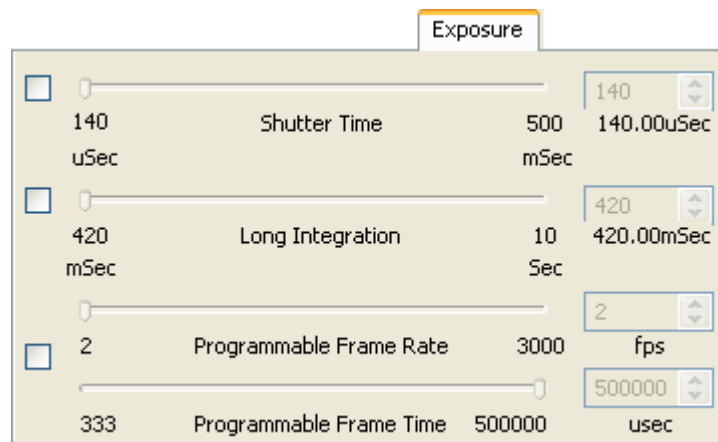 Exposure
140
140 Shutter Time 500 140.00uSec
uSec mSec
420
420 Long Integration 10 420.00mSec
mSec Sec
2
2 Programmable Frame Rate 3000 fps
500000
333 Programmable Frame Time 500000 usec